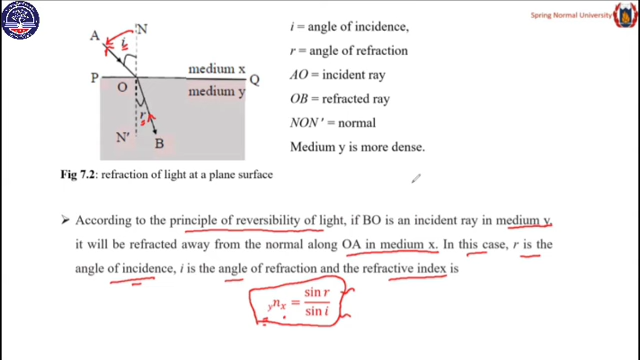 Spring Normal University
A
N
i
P
O
medium x
medium y
Q
r
N'
B
i = angle of incidence,
r = angle of refraction
AO = incident ray
OB = refracted ray
NON' = normal
Medium y is more dense.
Fig 7.2: refraction of light at a plane surface
➤ According to the principle of reversibility of light, if BO is an incident ray in medium y,
it will be refracted away from the normal along OA in medium x. In this case, r is the
angle of incidence, i is the angle of refraction and the refractive index is
ᵧnₓ = sin r / sin i